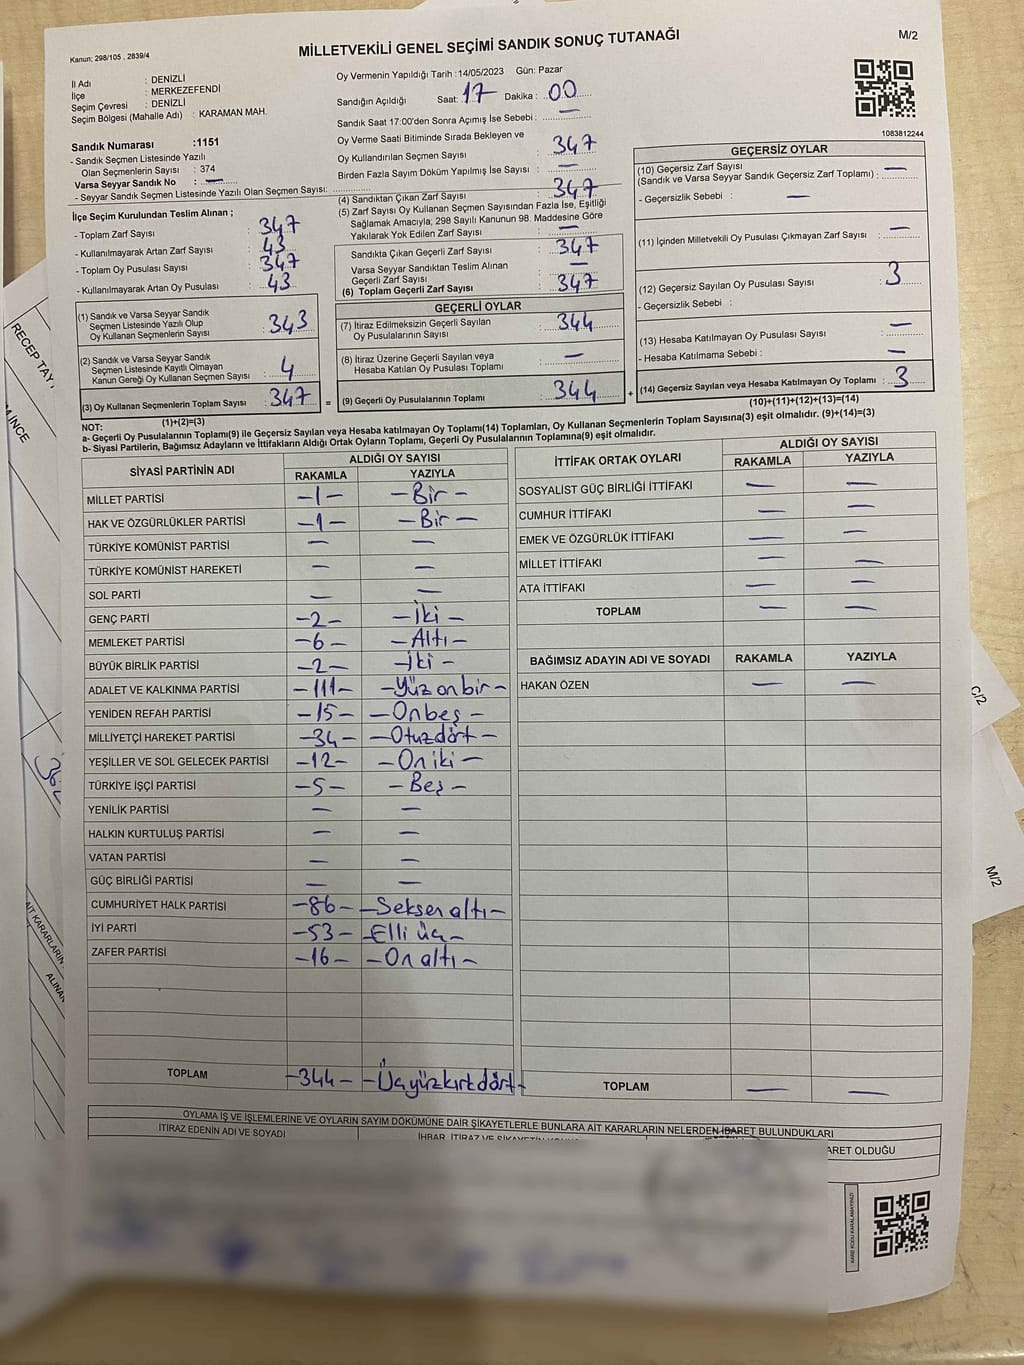 Kanun; 298/105 , 2839/4
MİLLETVEKİLİ GENEL SEÇİMİ SANDIK SONUÇ TUTANAĞI
M/2
İl Adı : DENİZLİ
İlçe : MERKEZEFENDİ
Seçim Çevresi : DENİZLİ
Seçim Bölgesi (Mahalle Adı) : KARAMAN MAH.
Sandık Numarası :1151
- Sandık Seçmen Listesinde Yazılı
Olan Seçmenlerin Sayısı : 374
Varsa Seyyar Sandık No : —
- Seyyar Sandık Seçmen Listesinde Yazılı Olan Seçmen Sayısı:
İlçe Seçim Kurulundan Teslim Alınan ;
- Toplam Zarf Sayısı : 347
- Kullanılmayarak Artan Zarf Sayısı : 43
- Toplam Oy Pusulası Sayısı : 347
- Kullanılmayarak Artan Oy Pusulası : 43
(1) Sandık ve Varsa Seyyar Sandık
Seçmen Listesinde Yazılı Olup
Oy Kullanan Seçmenlerin Sayısı : 343
(2) Sandık ve Varsa Seyyar Sandık
Seçmen Listesinde Kayıtlı Olmayan
Kanun Gereği Oy Kullanan Seçmen Sayısı : 4
(3) Oy Kullanan Seçmenlerin Toplam Sayısı : 347
(1)+(2)=(3)
Oy Vermenin Yapıldığı Tarih :14/05/2023 Gün: Pazar
Sandığın Açıldığı Saat: 17 Dakika : 00
Sandık Saat 17:00'den Sonra Açımış İse Sebebi : —
Oy Verme Saati Bitiminde Sırada Bekleyen ve
Oy Kullandırılan Seçmen Sayısı : 347
Birden Fazla Sayım Döküm Yapılmış İse Sayısı : —
(4) Sandıktan Çıkan Zarf Sayısı : 347
(5) Zarf Sayısı Oy Kullanan Seçmen Sayısından Fazla İse, Eşitliği
Sağlamak Amacıyla; 298 Sayılı Kanunun 98. Maddesine Göre
Yakılarak Yok Edilen Zarf Sayısı : —
Sandıkta Çıkan Geçerli Zarf Sayısı : 347
Varsa Seyyar Sandıktan Teslim Alınan
Geçerli Zarf Sayısı : —
(6) Toplam Geçerli Zarf Sayısı : 347
GEÇERLİ OYLAR
(7) İtiraz Edilmeksizin Geçerli Sayılan
Oy Pusulalarının Sayısı : 344
(8) İtiraz Üzerine Geçerli Sayılan veya
Hesaba Katılan Oy Pusulası Toplamı : —
= (9) Geçerli Oy Pusulalarının Toplamı : 344 +
1083812244
GEÇERSİZ OYLAR
(10) Geçersiz Zarf Sayısı
(Sandık ve Varsa Seyyar Sandık Geçersiz Zarf Toplamı) : —
- Geçersizlik Sebebi : —
(11) İçinden Milletvekili Oy Pusulası Çıkmayan Zarf Sayısı : —
(12) Geçersiz Sayılan Oy Pusulası Sayısı : 3
- Geçersizlik Sebebi :
(13) Hesaba Katılmayan Oy Pusulası Sayısı : —
- Hesaba Katılmama Sebebi : —
(14) Geçersiz Sayılan veya Hesaba Katılmayan Oy Toplamı : 3
(10)+(11)+(12)+(13)=(14)
NOT:
a- Geçerli Oy Pusulalarının Toplamı(9) ile Geçersiz Sayılan veya Hesaba katılmayan Oy Toplamı(14) Toplamları, Oy Kullanan Seçmenlerin Toplam Sayısına(3) eşit olmalıdır. (9)+(14)=(3)
b- Siyasi Partilerin, Bağımsız Adayların ve İttifakların Aldığı Ortak Oyların Toplamı, Geçerli Oy Pusulalarının Toplamına(9) eşit olmalıdır.
SİYASİ PARTİNİN ADI ALDIĞI OY SAYISI
RAKAMLA YAZIYLA
MİLLET PARTİSİ -1- -Bir-
HAK VE ÖZGÜRLÜKLER PARTİSİ -1- -Bir-
TÜRKİYE KOMÜNİST PARTİSİ — —
TÜRKİYE KOMÜNİST HAREKETİ — —
SOL PARTİ — —
GENÇ PARTİ -2- -İki-
MEMLEKET PARTİSİ -6- -Altı-
BÜYÜK BİRLİK PARTİSİ -2- -İki-
ADALET VE KALKINMA PARTİSİ -111- -Yüz onbir-
YENİDEN REFAH PARTİSİ -15- -Onbeş-
MİLLİYETÇİ HAREKET PARTİSİ -34- -Otuzdört-
YEŞİLLER VE SOL GELECEK PARTİSİ -12- -Oniki-
TÜRKİYE İŞÇİ PARTİSİ -5- -Beş-
YENİLİK PARTİSİ — —
HALKIN KURTULUŞ PARTİSİ — —
VATAN PARTİSİ — —
GÜÇ BİRLİĞİ PARTİSİ — —
CUMHURİYET HALK PARTİSİ -86- -Seksen altı-
İYİ PARTİ -53- -Elli üç-
ZAFER PARTİSİ -16- -On altı-
TOPLAM -344- -Üçyüzkırkdört-
İTTİFAK ORTAK OYLARI ALDIĞI OY SAYISI
RAKAMLA YAZIYLA
SOSYALİST GÜÇ BİRLİĞİ İTTİFAKI — —
CUMHUR İTTİFAKI — —
EMEK VE ÖZGÜRLÜK İTTİFAKI — —
MİLLET İTTİFAKI — —
ATA İTTİFAKI — —
TOPLAM — —
BAĞIMSIZ ADAYIN ADI VE SOYADI RAKAMLA YAZIYLA
HAKAN ÖZEN — —
TOPLAM — —
OYLAMA İŞ VE İŞLEMLERİNE VE OYLARIN SAYIM DÖKÜMÜNE DAİR ŞİKAYETLERLE BUNLARA AİT KARARLARIN NELERDEN İBARET BULUNDUKLARI
İTİRAZ EDENİN ADI VE SOYADI
ARET OLDUĞU
RECEP TAY
M İNCE
AİT KARARLARIN
ALINAN
C/2
M/2